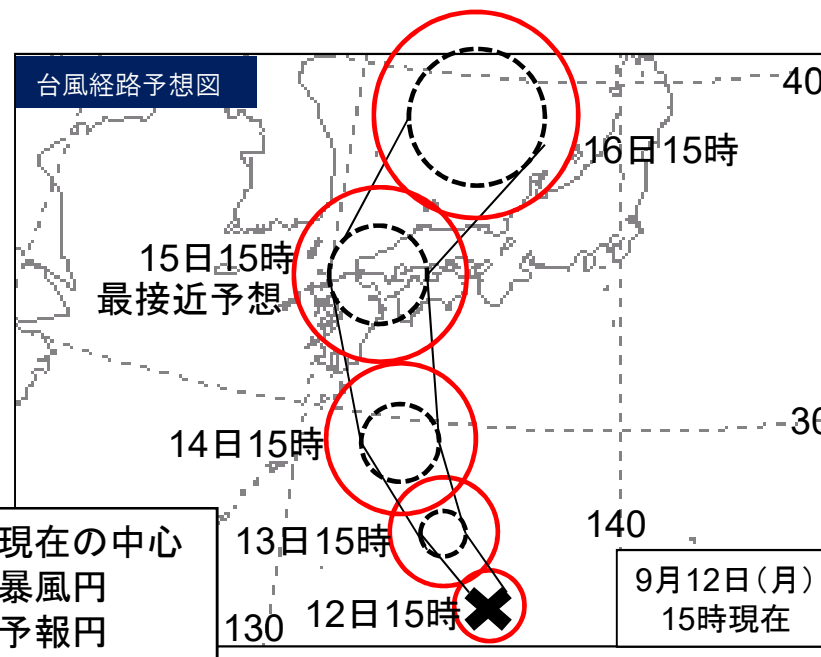 台風経路予想図
40
16日15時
15日15時
最接近予想
14日15時
30
13日15時
140
現在の中心
暴風円
予報円
12日15時
130
9月12日(月)
15時現在